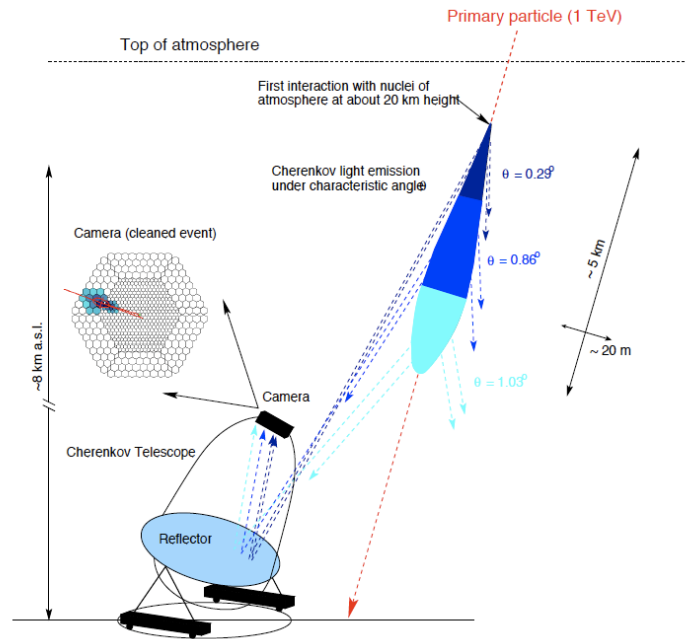 Primary particle (1 TeV)
Top of atmosphere
First interaction with nuclei of
atmosphere at about 20 km height
Cherenkov light emission
under characteristic angle θ
θ = 0.29°
Camera (cleaned event)
θ = 0.86°
~ 5 km
~ 20 m
~8 km a.s.l.
θ = 1.03°
Camera
Cherenkov Telescope
Reflector